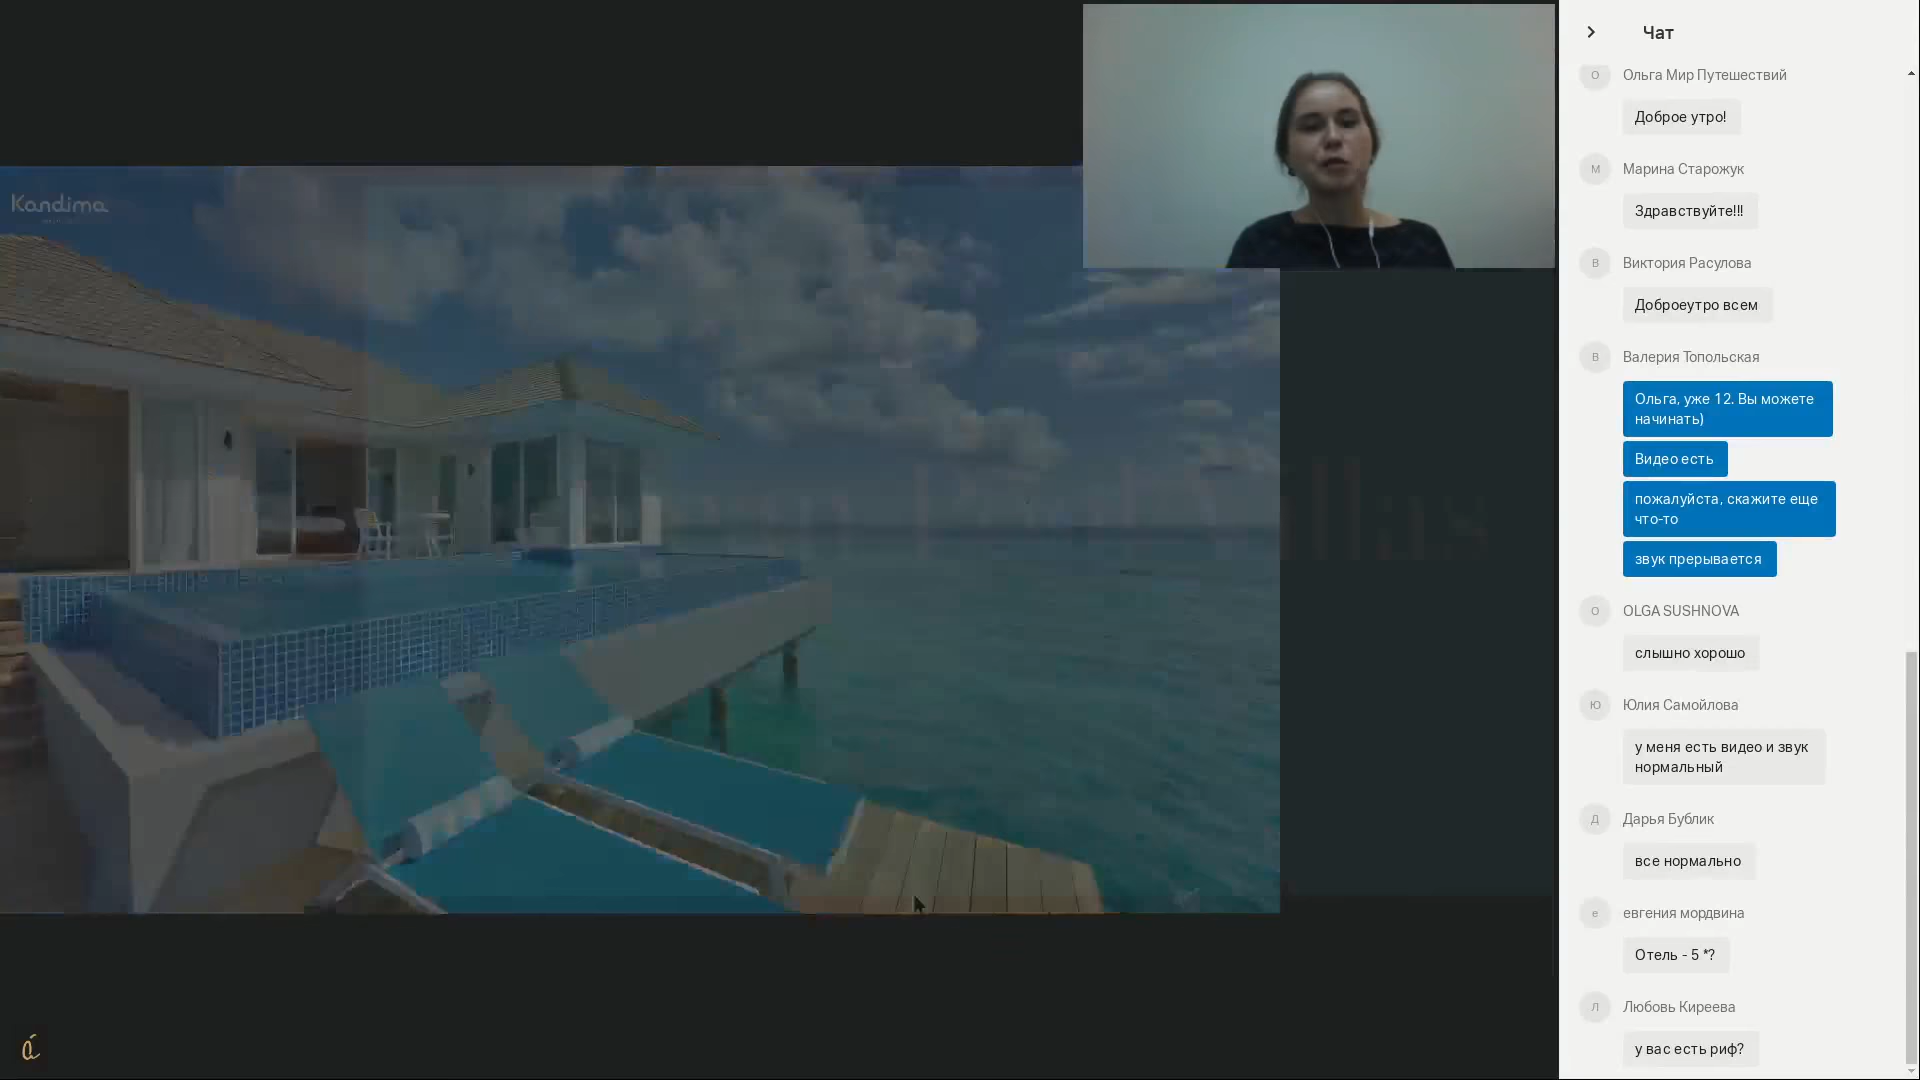 Kandima
Чат
О
Ольга Мир Путешествий
Доброе утро!
М
Марина Старожук
Здравствуйте!!!
В
Виктория Расулова
Доброеутро всем
В
Валерия Топольская
Ольга, уже 12. Вы можете
начинать)
Видео есть
пожалуйста, скажите еще
что-то
звук прерывается
O
OLGA SUSHNOVA
слышно хорошо
Ю
Юлия Самойлова
у меня есть видео и звук
нормальный
Д
Дарья Бублик
все нормально
е
евгения мордвина
Отель - 5 *?
Л
Любовь Киреева
у вас есть риф?
á